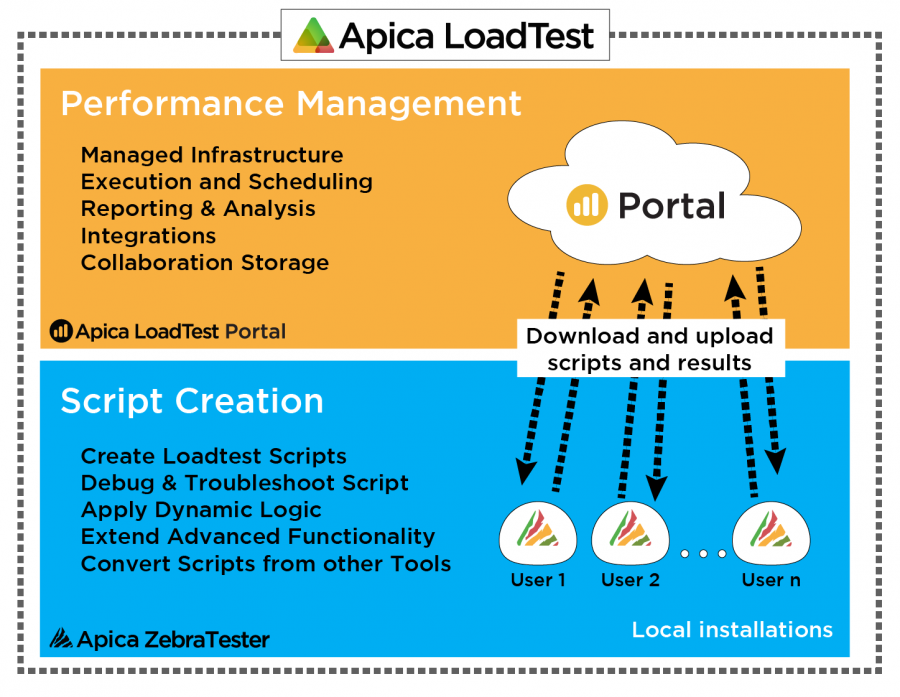 Apica LoadTest
Performance Management
Managed Infrastructure
Execution and Scheduling
Reporting & Analysis
Integrations
Collaboration Storage
Portal
Apica LoadTest Portal
Download and upload
scripts and results
Script Creation
Create Loadtest Scripts
Debug & Troubleshoot Script
Apply Dynamic Logic
Extend Advanced Functionality
Convert Scripts from other Tools
User 1
User 2
User n
Apica ZebraTester
Local installations